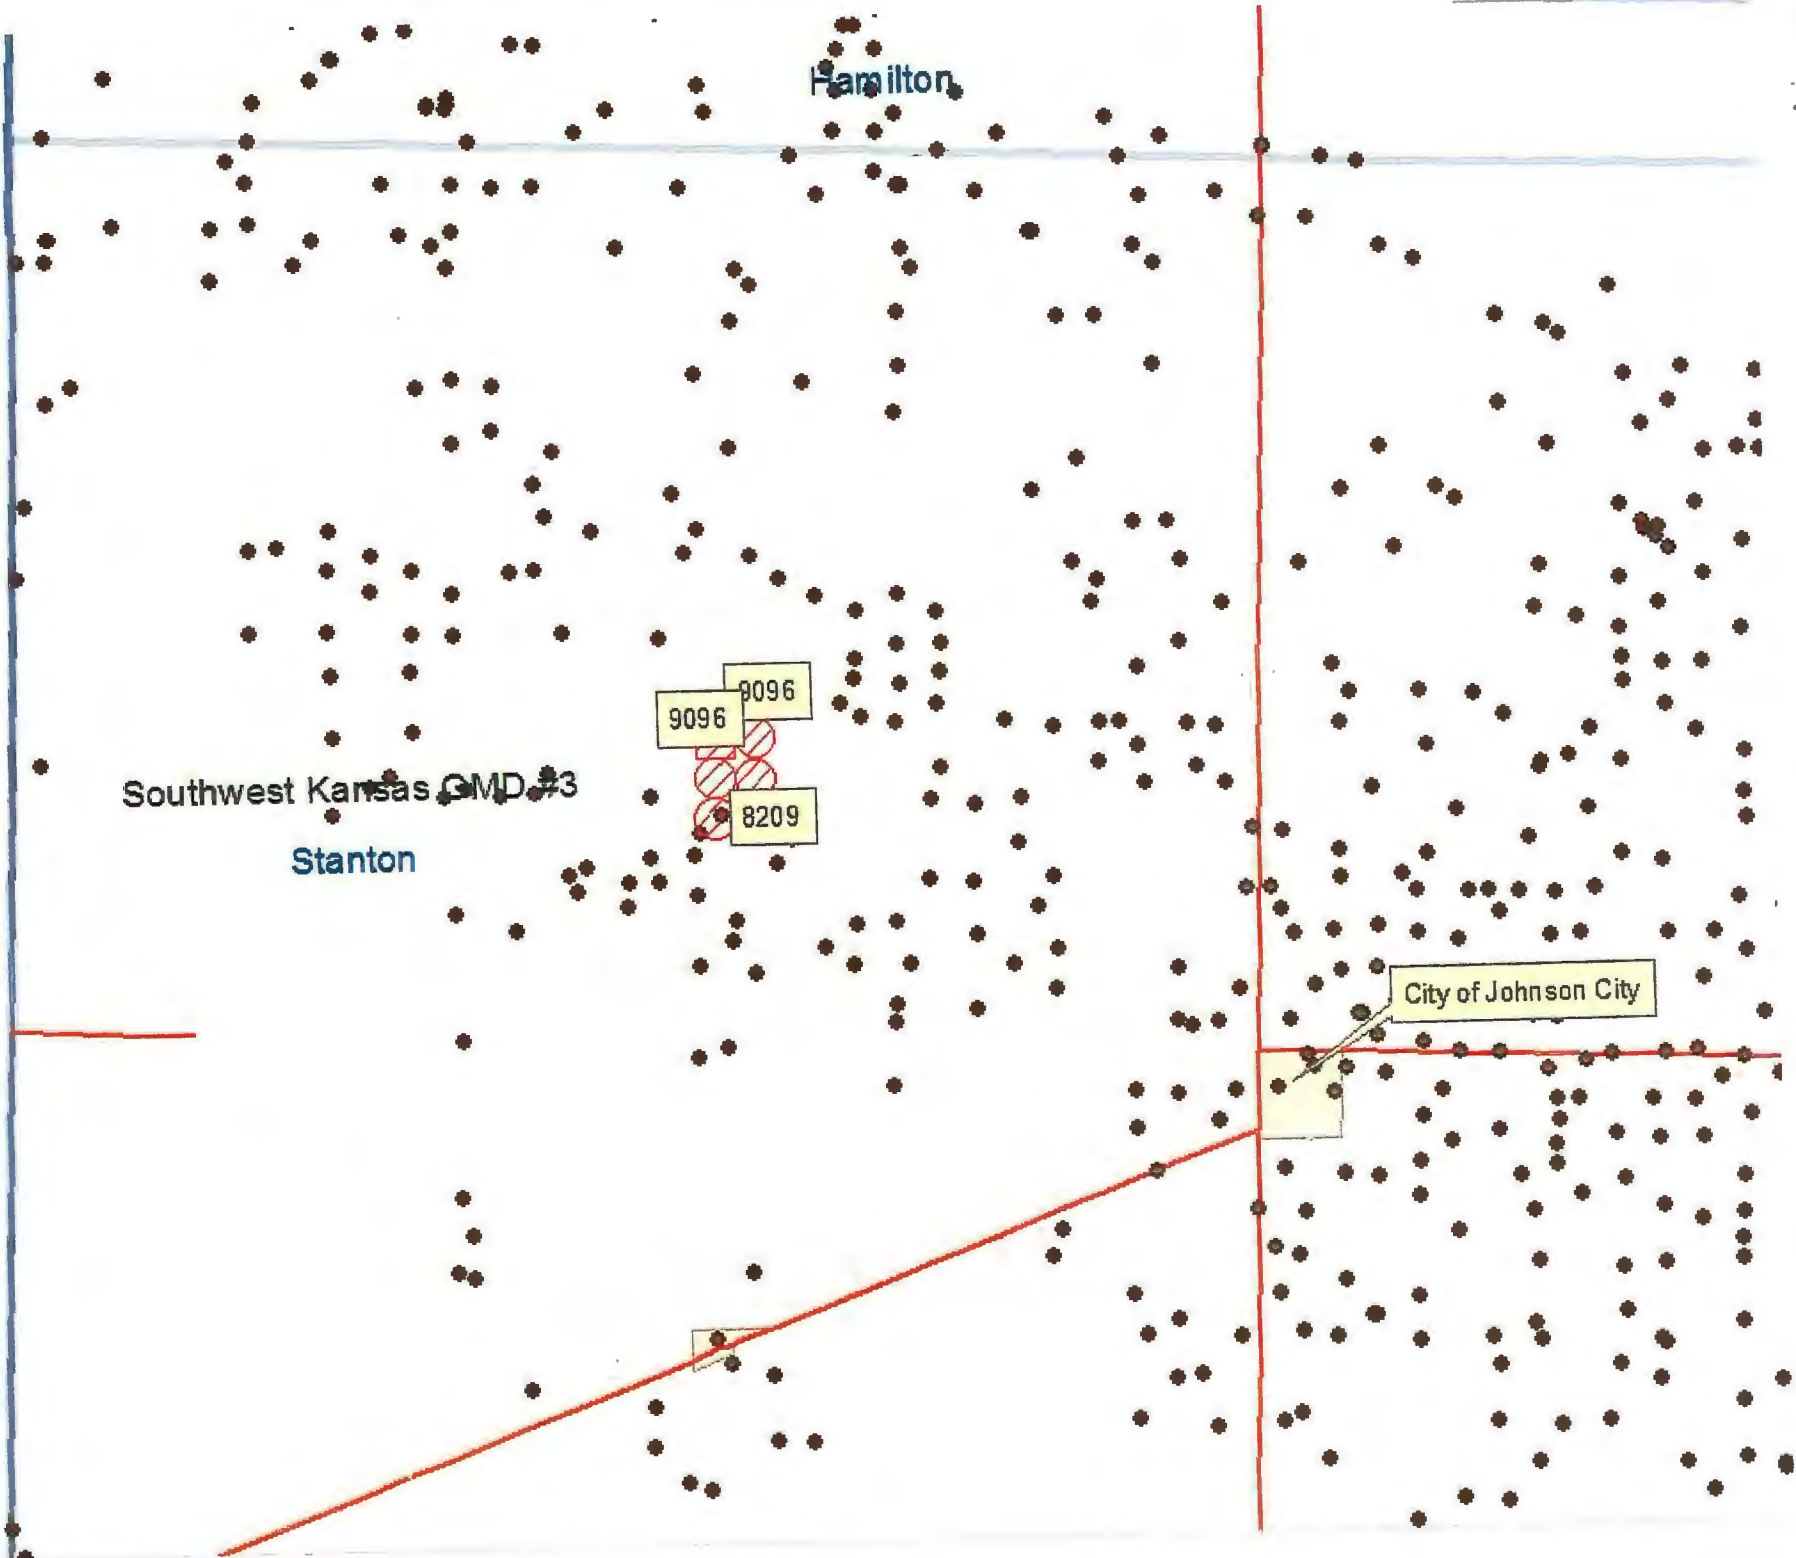 Hamilton
9096
9096
Southwest Kansas GMD #3
8209
Stanton
City of Johnson City